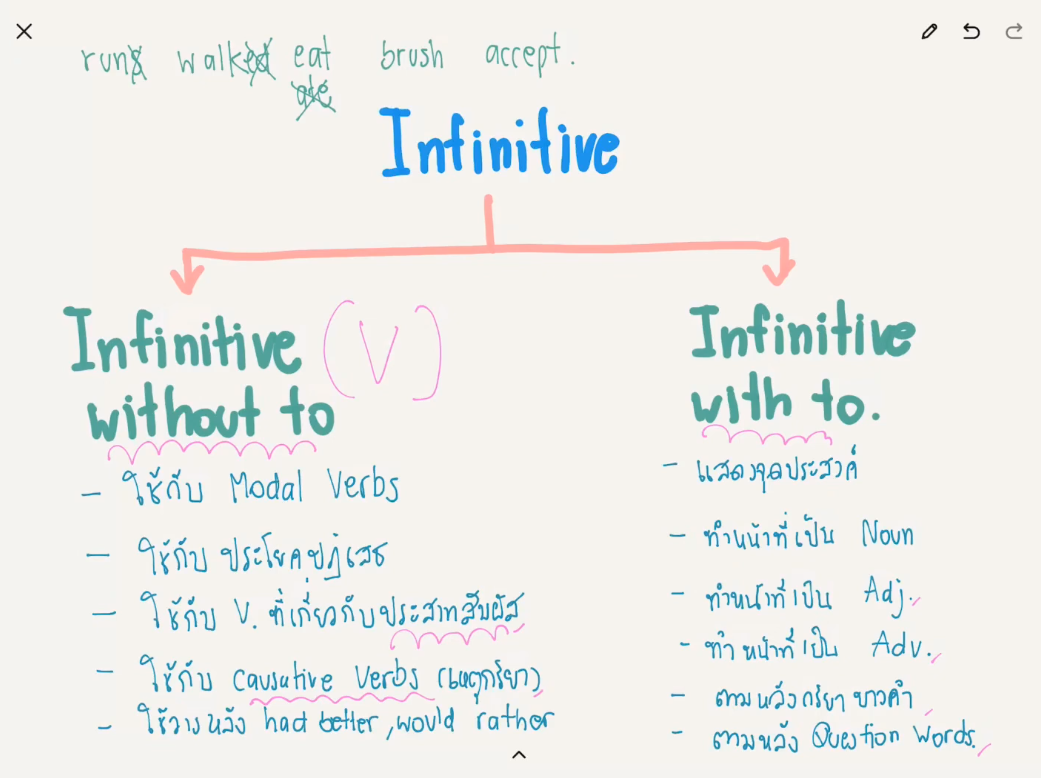 runs walked eat brush accept.
ate
Infinitive
Infinitive (V)
without to
- ใช้กับ Modal Verbs
- ใช้กับ ประโยคปฏิเสธ
- ใช้กับ V. ที่เกี่ยวกับประสาทสัมผัส
- ใช้กับ Causative Verbs (เหตุกริยา)
- ใช้วางหลัง had better, would rather
Infinitive
with to.
- แสดงจุดประสงค์
- ทำหน้าที่เป็น Noun
- ทำหน้าที่เป็น Adj.
- ทำหน้าที่เป็น Adv.
- ตามหลังกริยาบางคำ
- ตามหลัง Question Words.